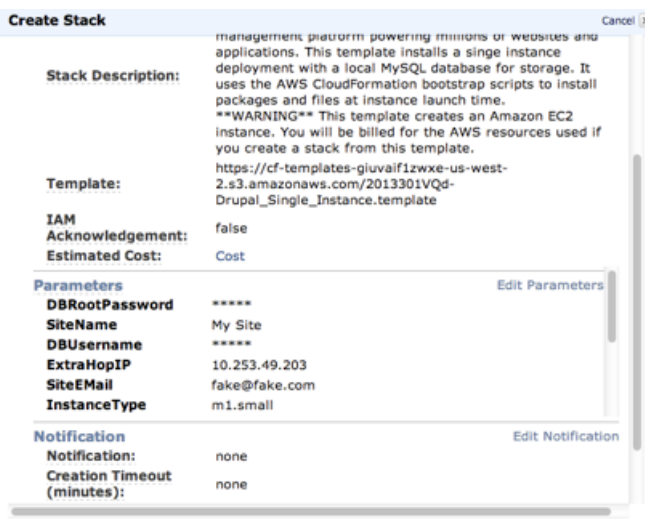 Create Stack
Cancel
management platform powering millions of websites and
applications. This template installs a singe instance
Stack Description:
deployment with a local MySQL database for storage. It
uses the AWS CloudFormation bootstrap scripts to install
packages and files at instance launch time.
**WARNING** This template creates an Amazon EC2
instance. You will be billed for the AWS resources used if
you create a stack from this template.
Template:
https://cf-templates-giuvaif1zwxe-us-west-
2.s3.amazonaws.com/2013301VQd-
Drupal_Single_Instance.template
IAM
Acknowledgement:
false
Estimated Cost:
Cost
Parameters
Edit Parameters
DBRootPassword
*****
SiteName
My Site
DBUsername
*****
ExtraHopIP
10.253.49.203
SiteEMail
fake@fake.com
InstanceType
m1.small
Notification
Edit Notification
Notification:
none
Creation Timeout
(minutes):
none